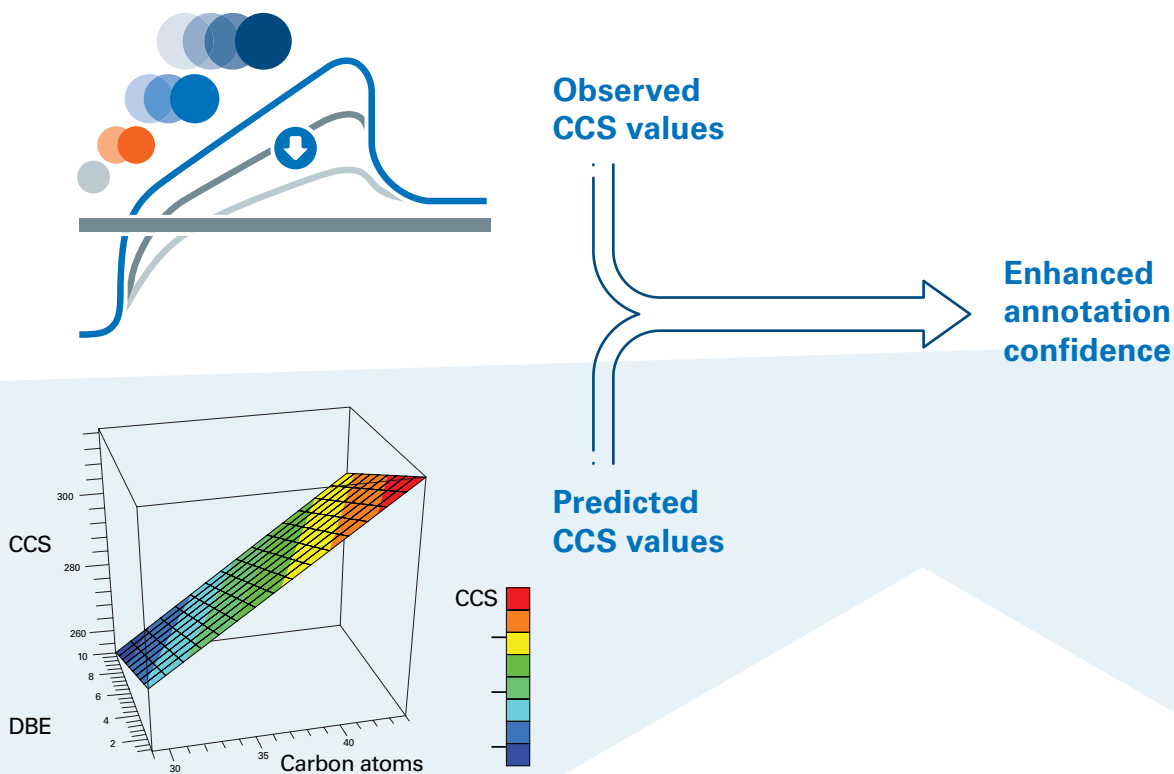 Observed
CCS values
Enhanced
annotation
confidence
Predicted
CCS values
300
CCS
280
260
10
8
6
4
2
DBE
30
35
40
Carbon atoms
CCS